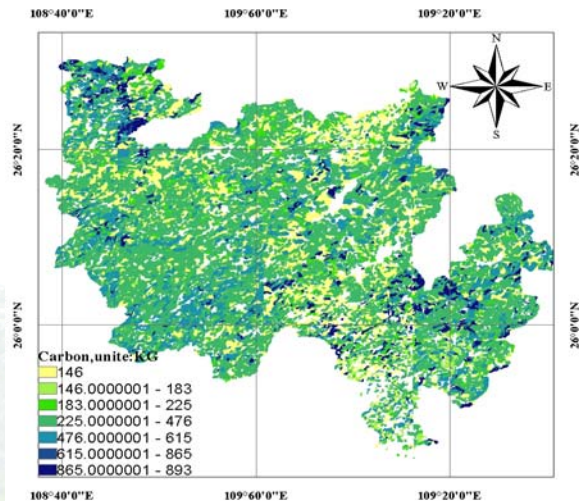 108°40'0"E 109°60'0"E 109°20'0"E
N
W E
S
26°20'0"N 26°20'0"N
26°0'0"N 26°0'0"N
Carbon,unite:KG
146
146.0000001 - 183
183.0000001 - 225
225.0000001 - 476
476.0000001 - 615
615.0000001 - 865
865.0000001 - 893
108°40'0"E 109°60'0"E 109°20'0"E